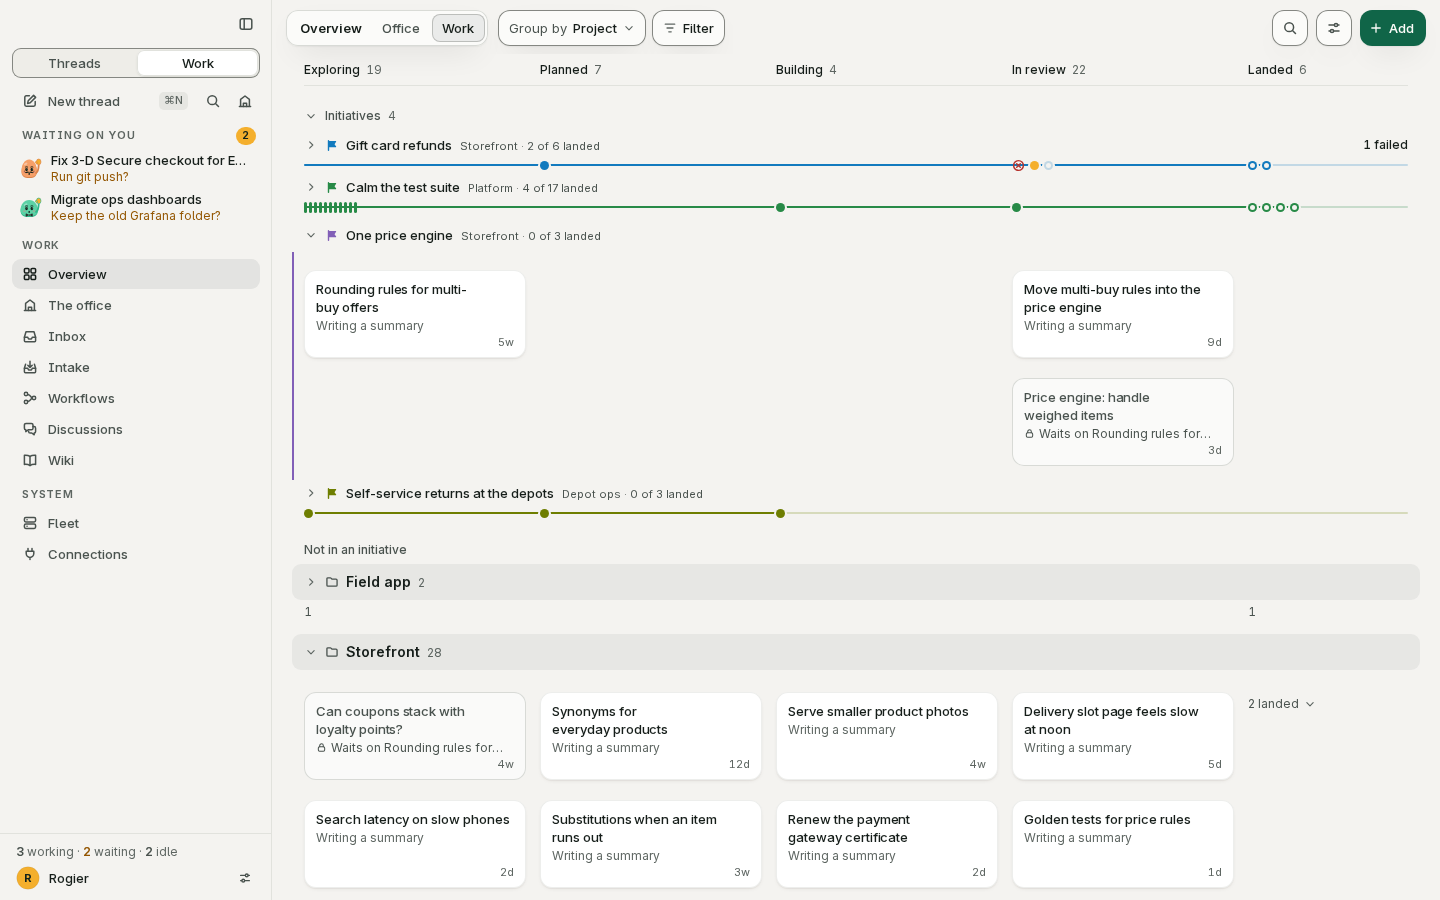 Threads
Work
New thread
⌘N
WAITING ON YOU
2
Fix 3-D Secure checkout for E…
Run git push?
Migrate ops dashboards
Keep the old Grafana folder?
WORK
Overview
The office
Inbox
Intake
Workflows
Discussions
Wiki
SYSTEM
Fleet
Connections
3 working · 2 waiting · 2 idle
R
Rogier
Overview
Office
Work
Group by Project
Filter
Add
Exploring 19
Planned 7
Building 4
In review 22
Landed 6
Initiatives 4
Gift card refunds Storefront · 2 of 6 landed
1 failed
Calm the test suite Platform · 4 of 17 landed
One price engine Storefront · 0 of 3 landed
Rounding rules for multi-
buy offers
Writing a summary
5w
Move multi-buy rules into the
price engine
Writing a summary
9d
Price engine: handle
weighed items
Waits on Rounding rules for…
3d
Self-service returns at the depots Depot ops · 0 of 3 landed
Not in an initiative
Field app 2
1
1
Storefront 28
Can coupons stack with
loyalty points?
Waits on Rounding rules for…
4w
Synonyms for
everyday products
Writing a summary
12d
Serve smaller product photos
Writing a summary
4w
Delivery slot page feels slow
at noon
Writing a summary
5d
2 landed
Search latency on slow phones
Writing a summary
2d
Substitutions when an item
runs out
Writing a summary
3w
Renew the payment
gateway certificate
Writing a summary
2d
Golden tests for price rules
Writing a summary
1d